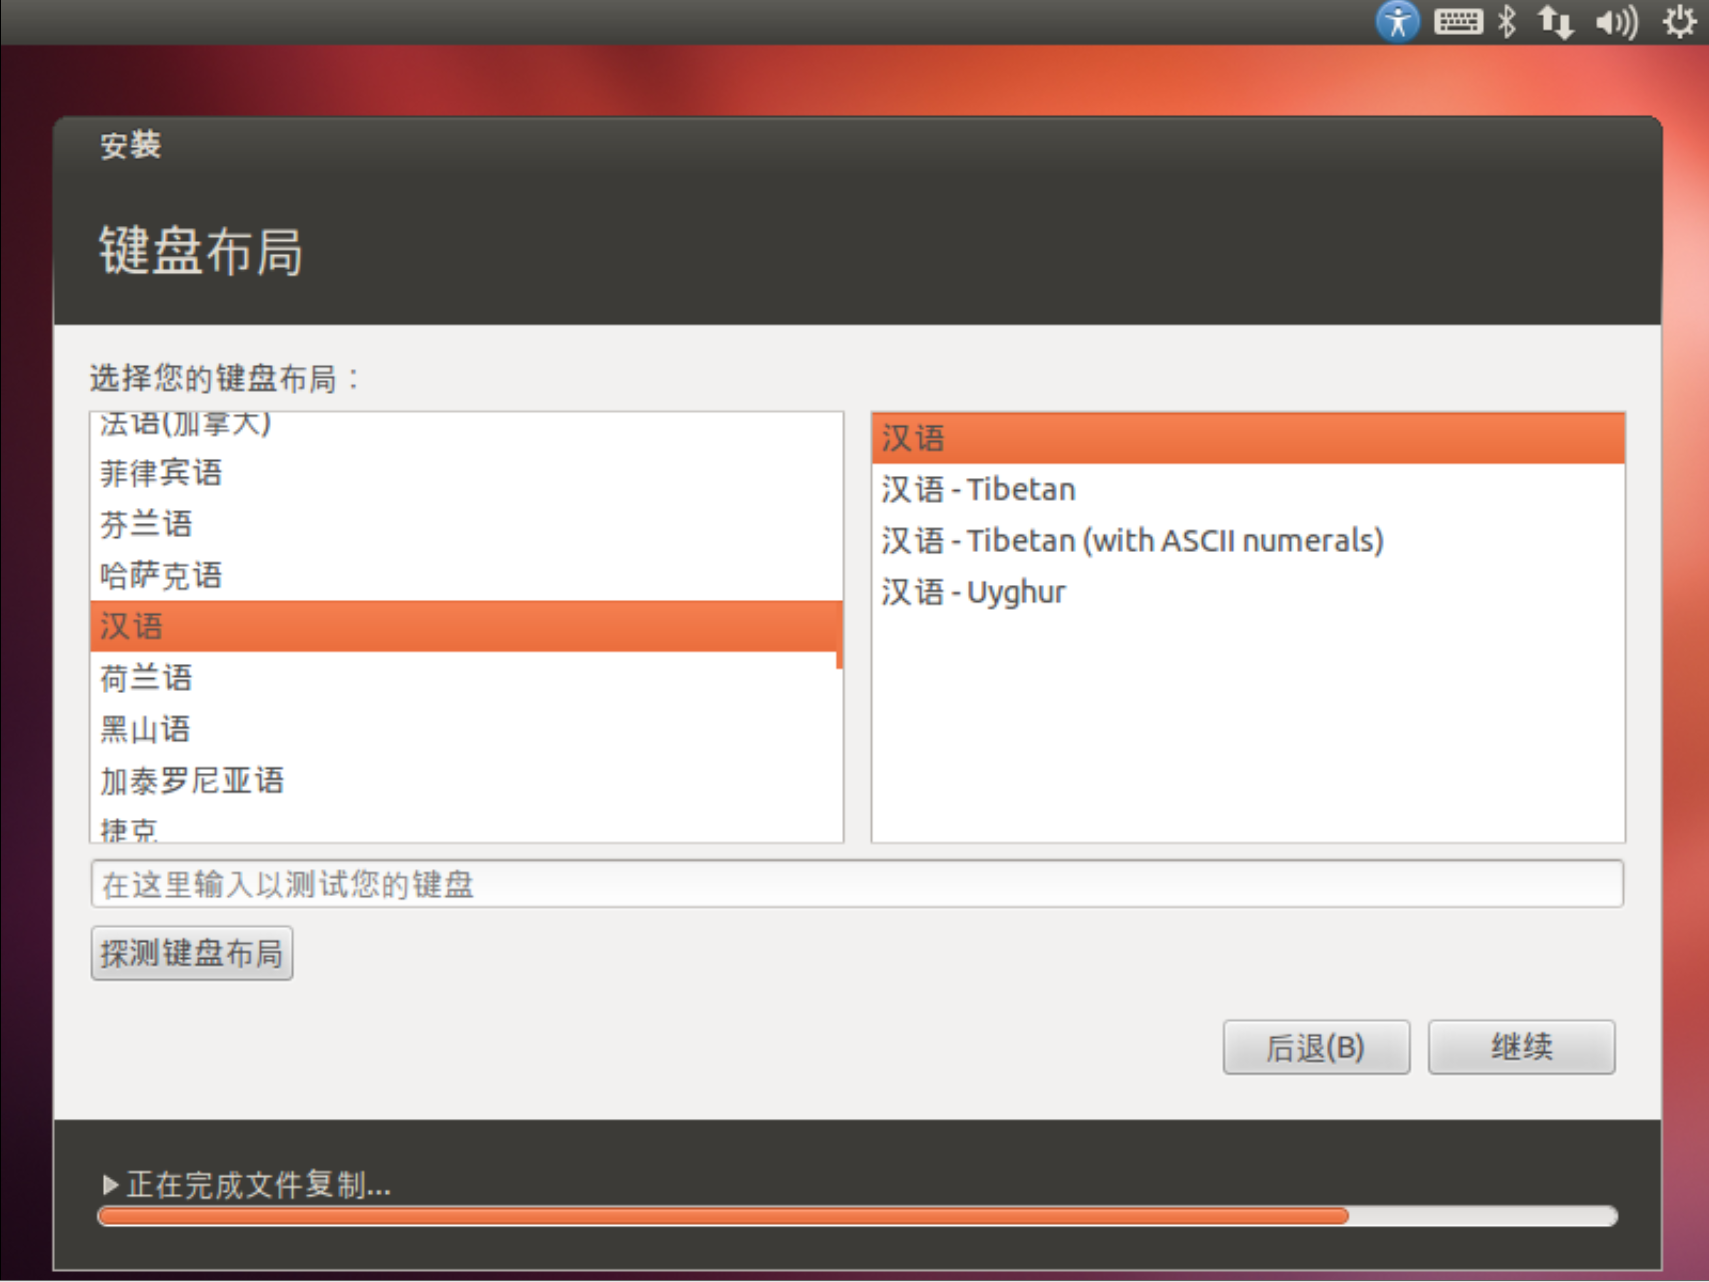 安装
键盘布局
选择您的键盘布局：
法语(加拿大)
菲律宾语
芬兰语
哈萨克语
汉语
荷兰语
黑山语
加泰罗尼亚语
捷克
汉语
汉语 - Tibetan
汉语 - Tibetan (with ASCII numerals)
汉语 - Uyghur
在这里输入以测试您的键盘
探测键盘布局
后退(B)
继续
正在完成文件复制...